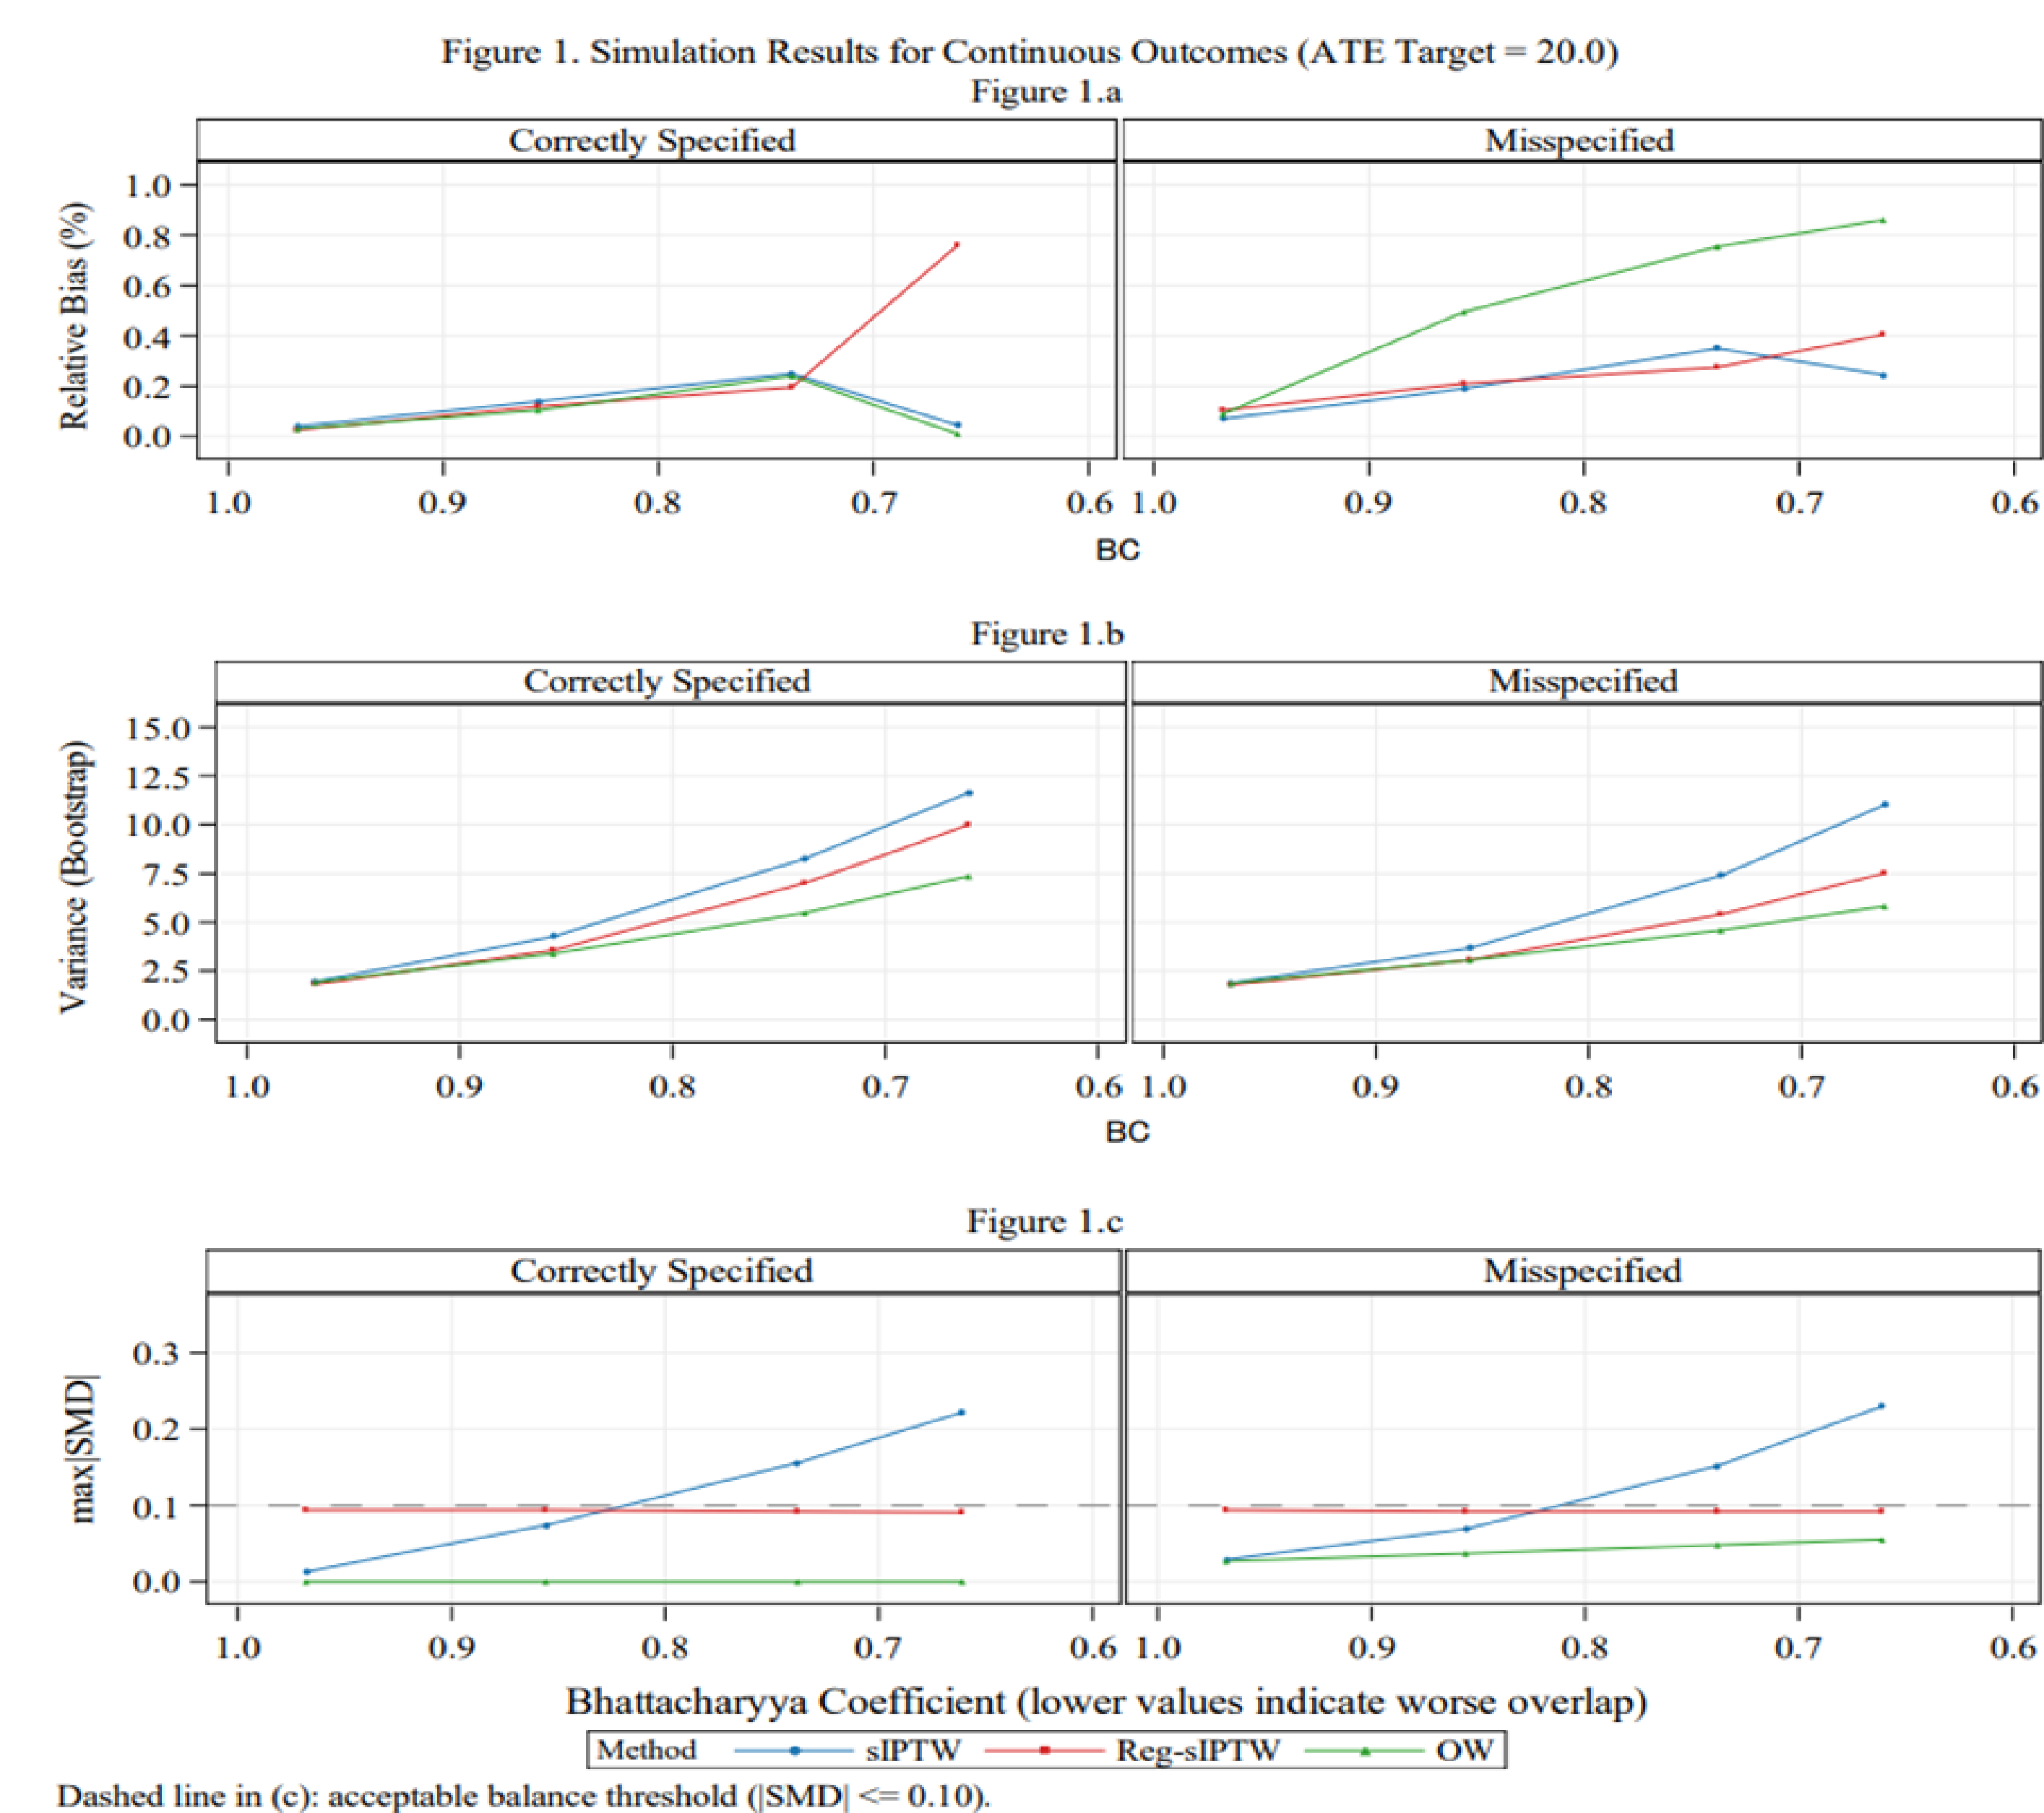 Figure 1. Simulation Results for Continuous Outcomes (ATE Target = 20.0)
Figure 1.a
Correctly Specified Misspecified
Relative Bias (%)
1.0
0.8
0.6
0.4
0.2
0.0
1.0 0.9 0.8 0.7 0.6 1.0 0.9 0.8 0.7 0.6
BC
Figure 1.b
Correctly Specified Misspecified
Variance (Bootstrap)
15.0
12.5
10.0
7.5
5.0
2.5
0.0
1.0 0.9 0.8 0.7 0.6 1.0 0.9 0.8 0.7 0.6
BC
Figure 1.c
Correctly Specified Misspecified
max|SMD|
0.3
0.2
0.1
0.0
1.0 0.9 0.8 0.7 0.6 1.0 0.9 0.8 0.7 0.6
Bhattacharyya Coefficient (lower values indicate worse overlap)
Method sIPTW Reg-sIPTW OW
Dashed line in (c): acceptable balance threshold (|SMD| <= 0.10).